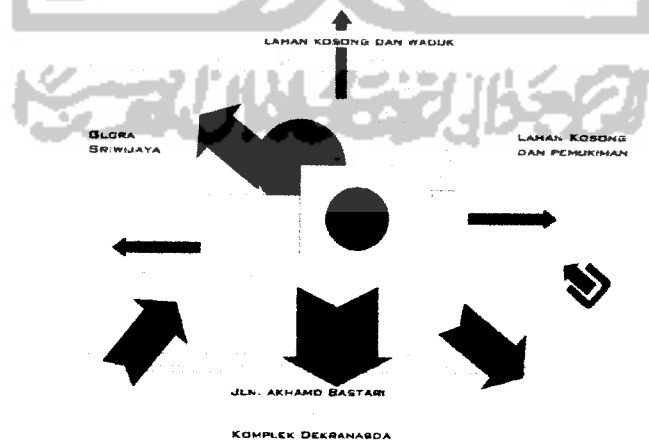 LAHAN KOSONG DAN WADUK
GLORA
SRIWIJAYA
LAHAN KOSONG
DAN PEMUKIMAN
JLN. AKHAMD BASTARI
KOMPLEK DEKRANASDA